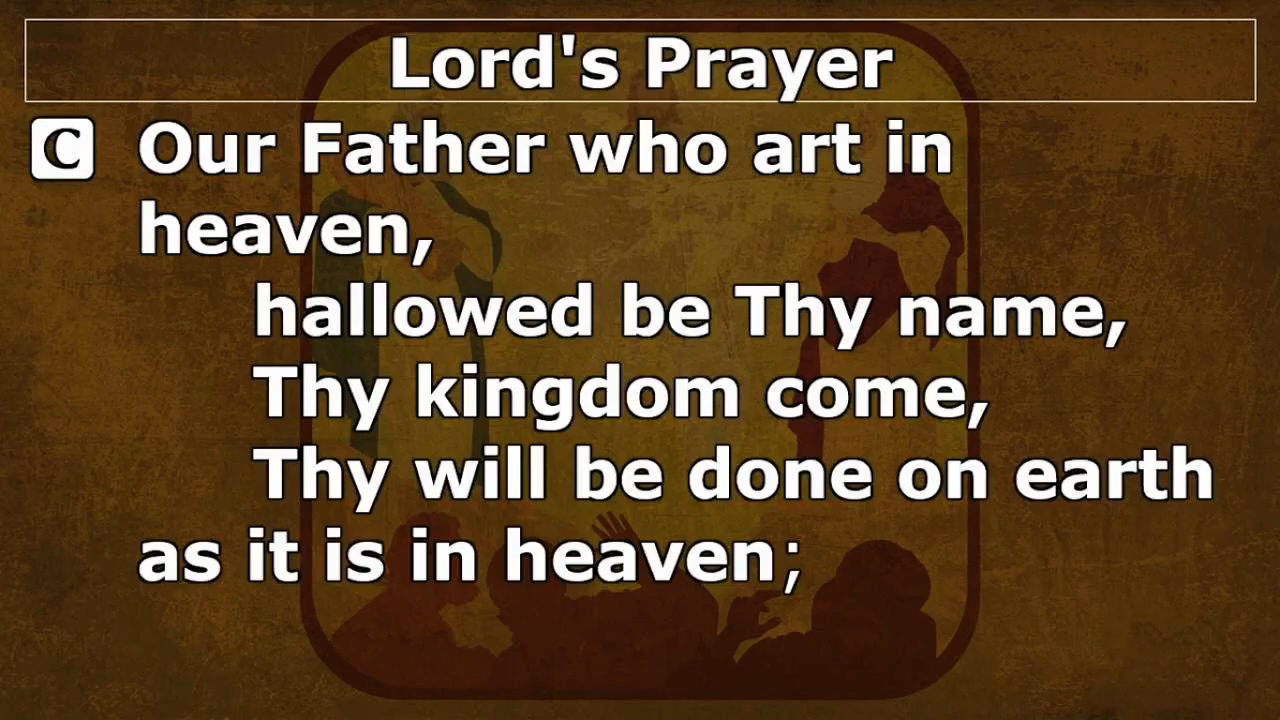 Lord's Prayer
C Our Father who art in
heaven,
hallowed be Thy name,
Thy kingdom come,
Thy will be done on earth
as it is in heaven;